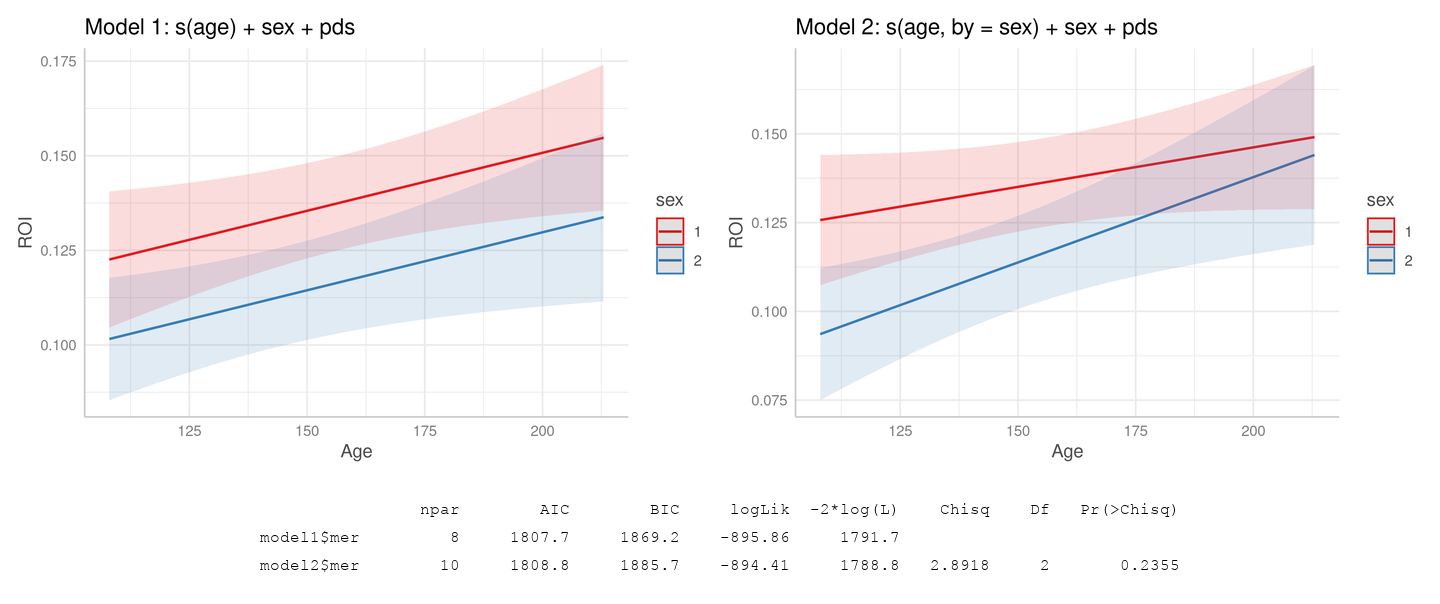 Model 1: s(age) + sex + pds
0.175
0.150
0.125
0.100
ROI
125 150 175 200
Age
sex
1
2
Model 2: s(age, by = sex) + sex + pds
0.150
0.125
0.100
0.075
ROI
125 150 175 200
Age
sex
1
2
npar AIC BIC logLik -2*log(L) Chisq Df Pr(>Chisq)
model1$mer 8 1807.7 1869.2 -895.86 1791.7
model2$mer 10 1808.8 1885.7 -894.41 1788.8 2.8918 2 0.2355